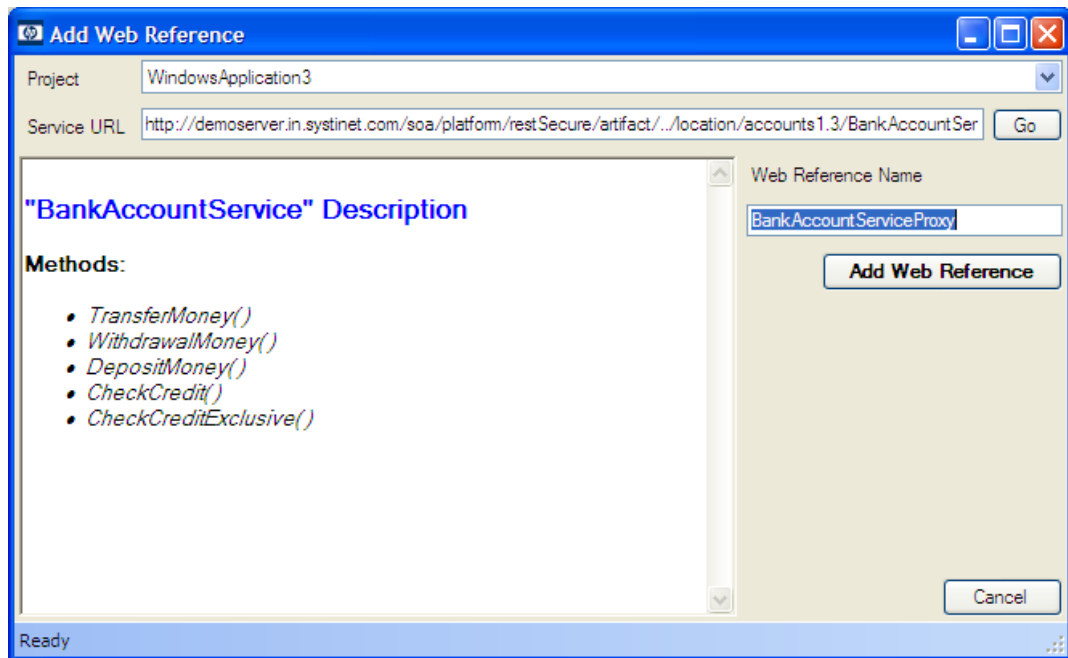 Add Web Reference
Project WindowsApplication3
Service URL http://demoserver.in.systinet.com/soa/platform/restSecure/artifact/../location/accounts1.3/BankAccountSer Go
Web Reference Name
"BankAccountService" Description
BankAccountServiceProxy
Methods:
Add Web Reference
• TransferMoney()
• WithdrawalMoney()
• DepositMoney()
• CheckCredit()
• CheckCreditExclusive()
Cancel
Ready